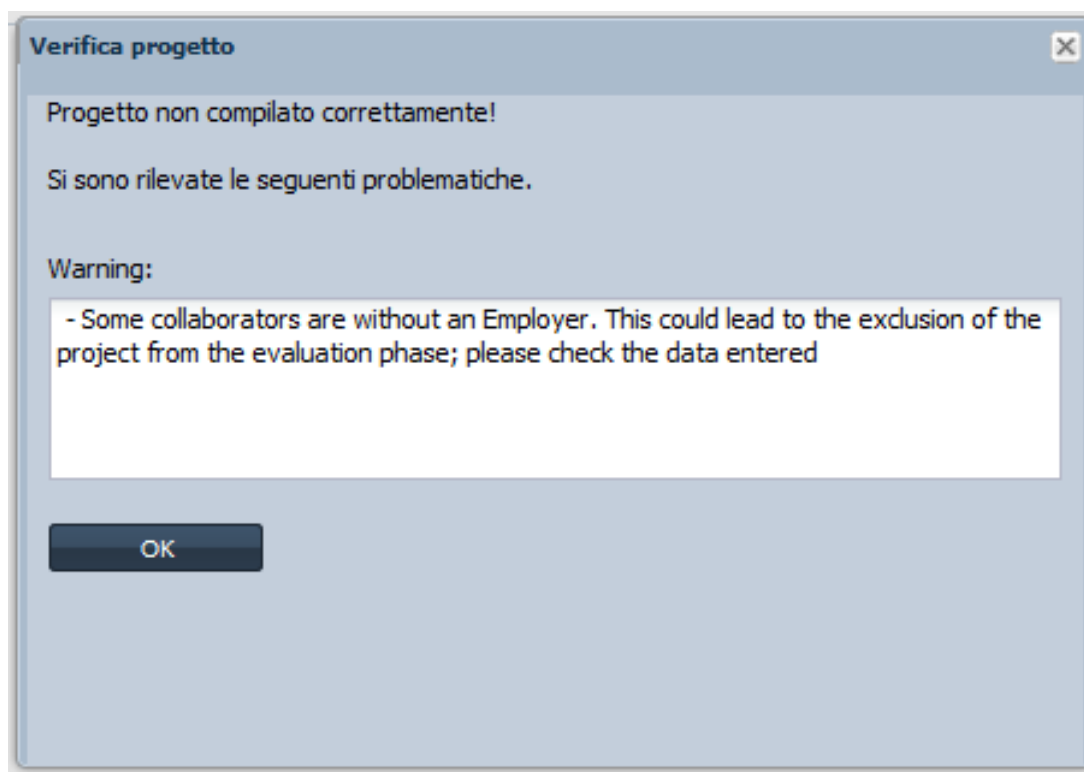 Verifica progetto
Progetto non compilato correttamente!
Si sono rilevate le seguenti problematiche.
Warning:
- Some collaborators are without an Employer. This could lead to the exclusion of the
project from the evaluation phase; please check the data entered
OK